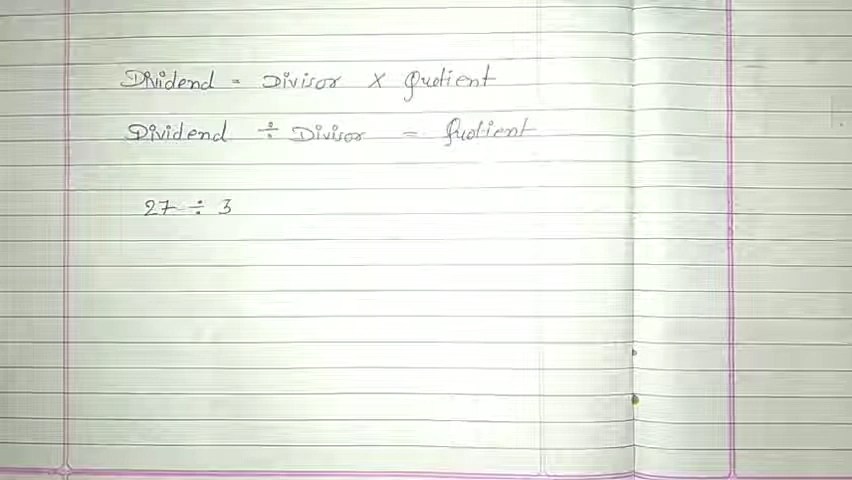 Dividend = Divisor × Quotient
Dividend ÷ Divisor = Quotient
27 ÷ 3